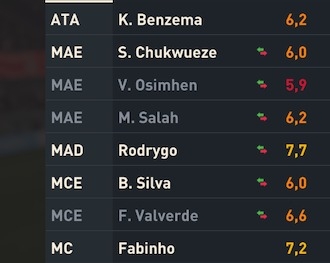 ATA K. Benzema 6,2
MAE S. Chukwueze 6,0
MAE V. Osimhen 5,9
MAE M. Salah 6,2
MAD Rodrygo 7,7
MCE B. Silva 6,0
MCE F. Valverde 6,6
MC Fabinho 7,2